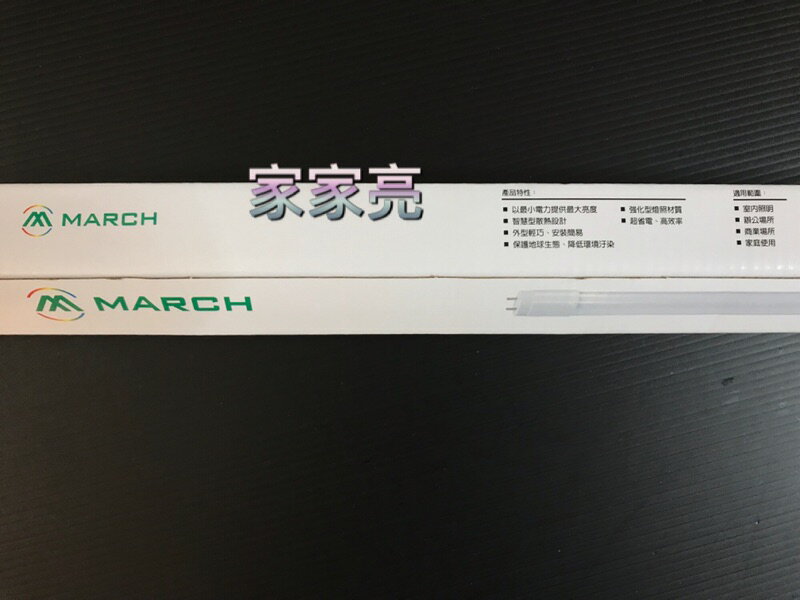 家家亮
MARCH
產品特性：
■ 以最小電力提供最大亮度
■ 智慧型散熱設計
■ 外型輕巧、安裝簡易
■ 保護地球生態、降低環境汙染
■ 強化型燈照材質
■ 超省電、高效率
適用範圍：
■ 室內照明
■ 辦公場所
■ 商業場所
■ 家庭使用
MARCH